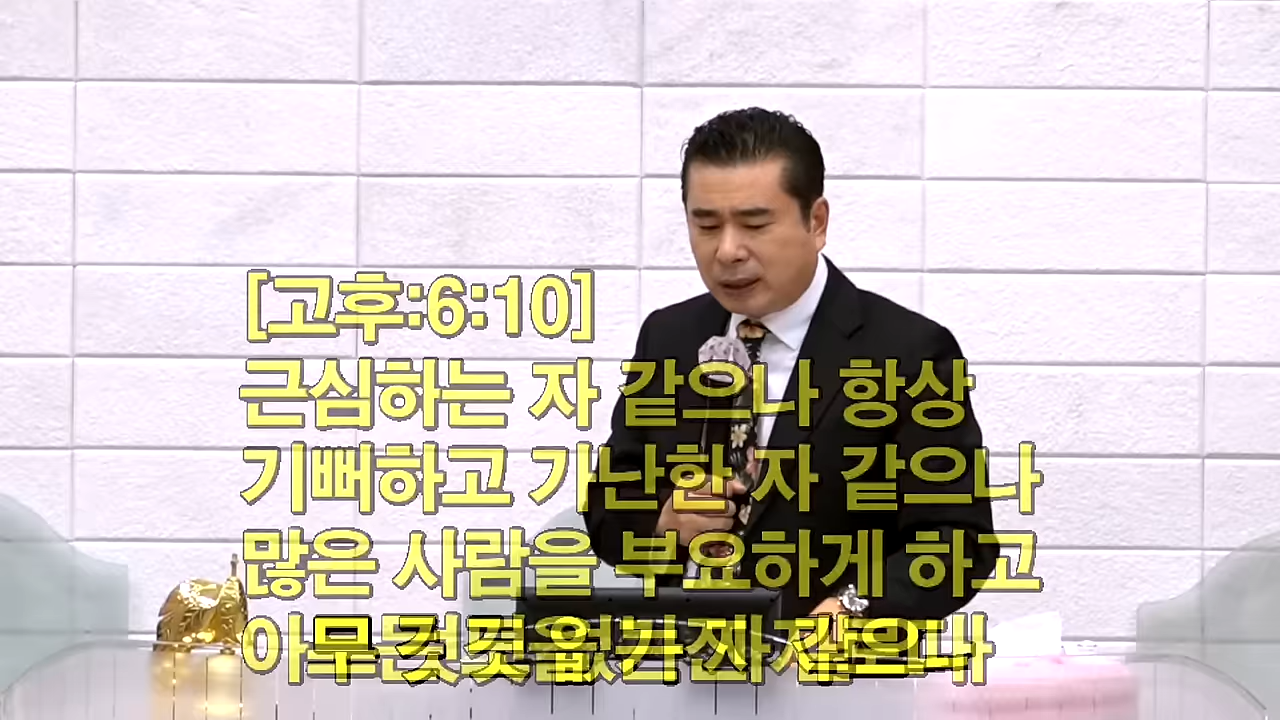 [고후:6:10]
근심하는 자 같으나 항상
기뻐하고 가난한 자 같으나
많은 사람을 부요하게 하고